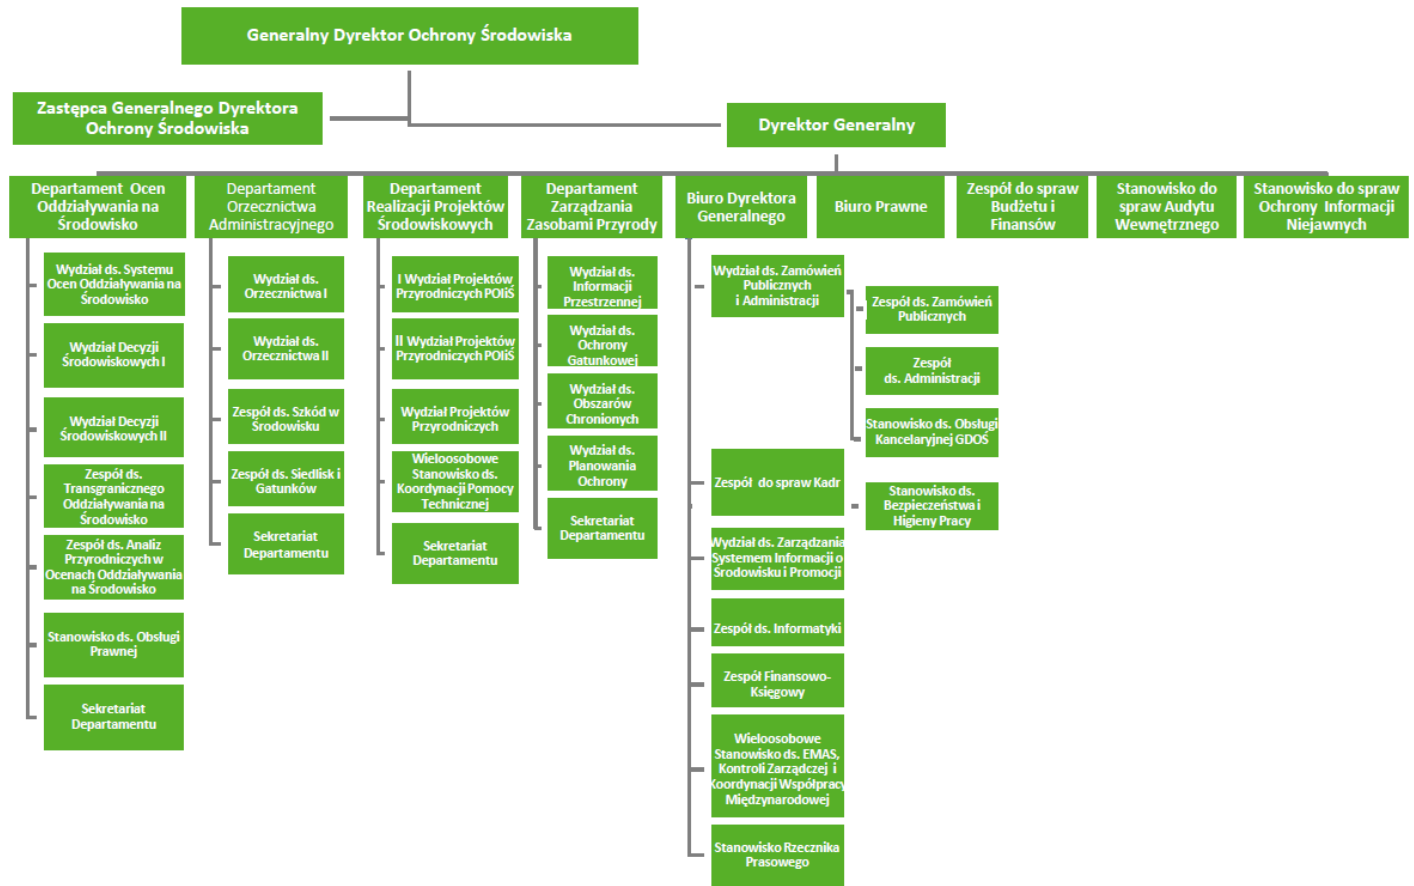 Generalny Dyrektor Ochrony Środowiska
Zastępca Generalnego Dyrektora
Ochrony Środowiska
Dyrektor Generalny
Departament Ocen
Oddziaływania na
Środowisko
Departament
Orzecznictwa
Administracyjnego
Departament
Realizacji Projektów
Środowiskowych
Departament
Zarządzania
Zasobami Przyrody
Biuro Dyrektora
Generalnego
Biuro Prawne
Zespół do spraw
Budżetu i
Finansów
Stanowisko do
spraw Audytu
Wewnętrznego
Stanowisko do spraw
Ochrony Informacji
Niejawnych
Wydział ds. Systemu
Ocen Oddziaływania na
Środowisko
Wydział Decyzji
Środowiskowych I
Wydział Decyzji
Środowiskowych II
Zespół ds.
Transgranicznego
Oddziaływania na
Środowisko
Zespół ds. Analiz
Przyrodniczych w
Ocenach Oddziaływania
na Środowisko
Stanowisko ds. Obsługi
Prawnej
Sekretariat
Departamentu
Wydział ds.
Orzecznictwa I
Wydział ds.
Orzecznictwa II
Zespół ds. Szkód w
Środowisku
Zespół ds. Siedlisk i
Gatunków
Sekretariat
Departamentu
I Wydział Projektów
Przyrodniczych POIiŚ
II Wydział Projektów
Przyrodniczych POIiŚ
Wydział Projektów
Przyrodniczych
Wieloosobowe
Stanowisko ds.
Koordynacji Pomocy
Technicznej
Sekretariat
Departamentu
Wydział ds.
Informacji
Przestrzennej
Wydział ds.
Ochrony
Gatunkowej
Wydział ds.
Obszarów
Chronionych
Wydział ds.
Planowania
Ochrony
Sekretariat
Departamentu
Wydział ds. Zamówień
Publicznych
i Administracji
Zespół do spraw Kadr
Wydział ds. Zarządzania
Systemem Informacji o
Środowisku i Promocji
Zespół ds. Informatyki
Zespół Finansowo-
Księgowy
Wieloosobowe
Stanowisko ds. EMAS,
Kontroli Zarządczej i
Koordynacji Współpracy
Międzynarodowej
Stanowisko Rzecznika
Prasowego
Zespół ds. Zamówień
Publicznych
Zespół
ds. Administracji
Stanowisko ds. Obsługi
Kancelaryjnej GDOŚ
Stanowisko ds.
Bezpieczeństwa i
Higieny Pracy